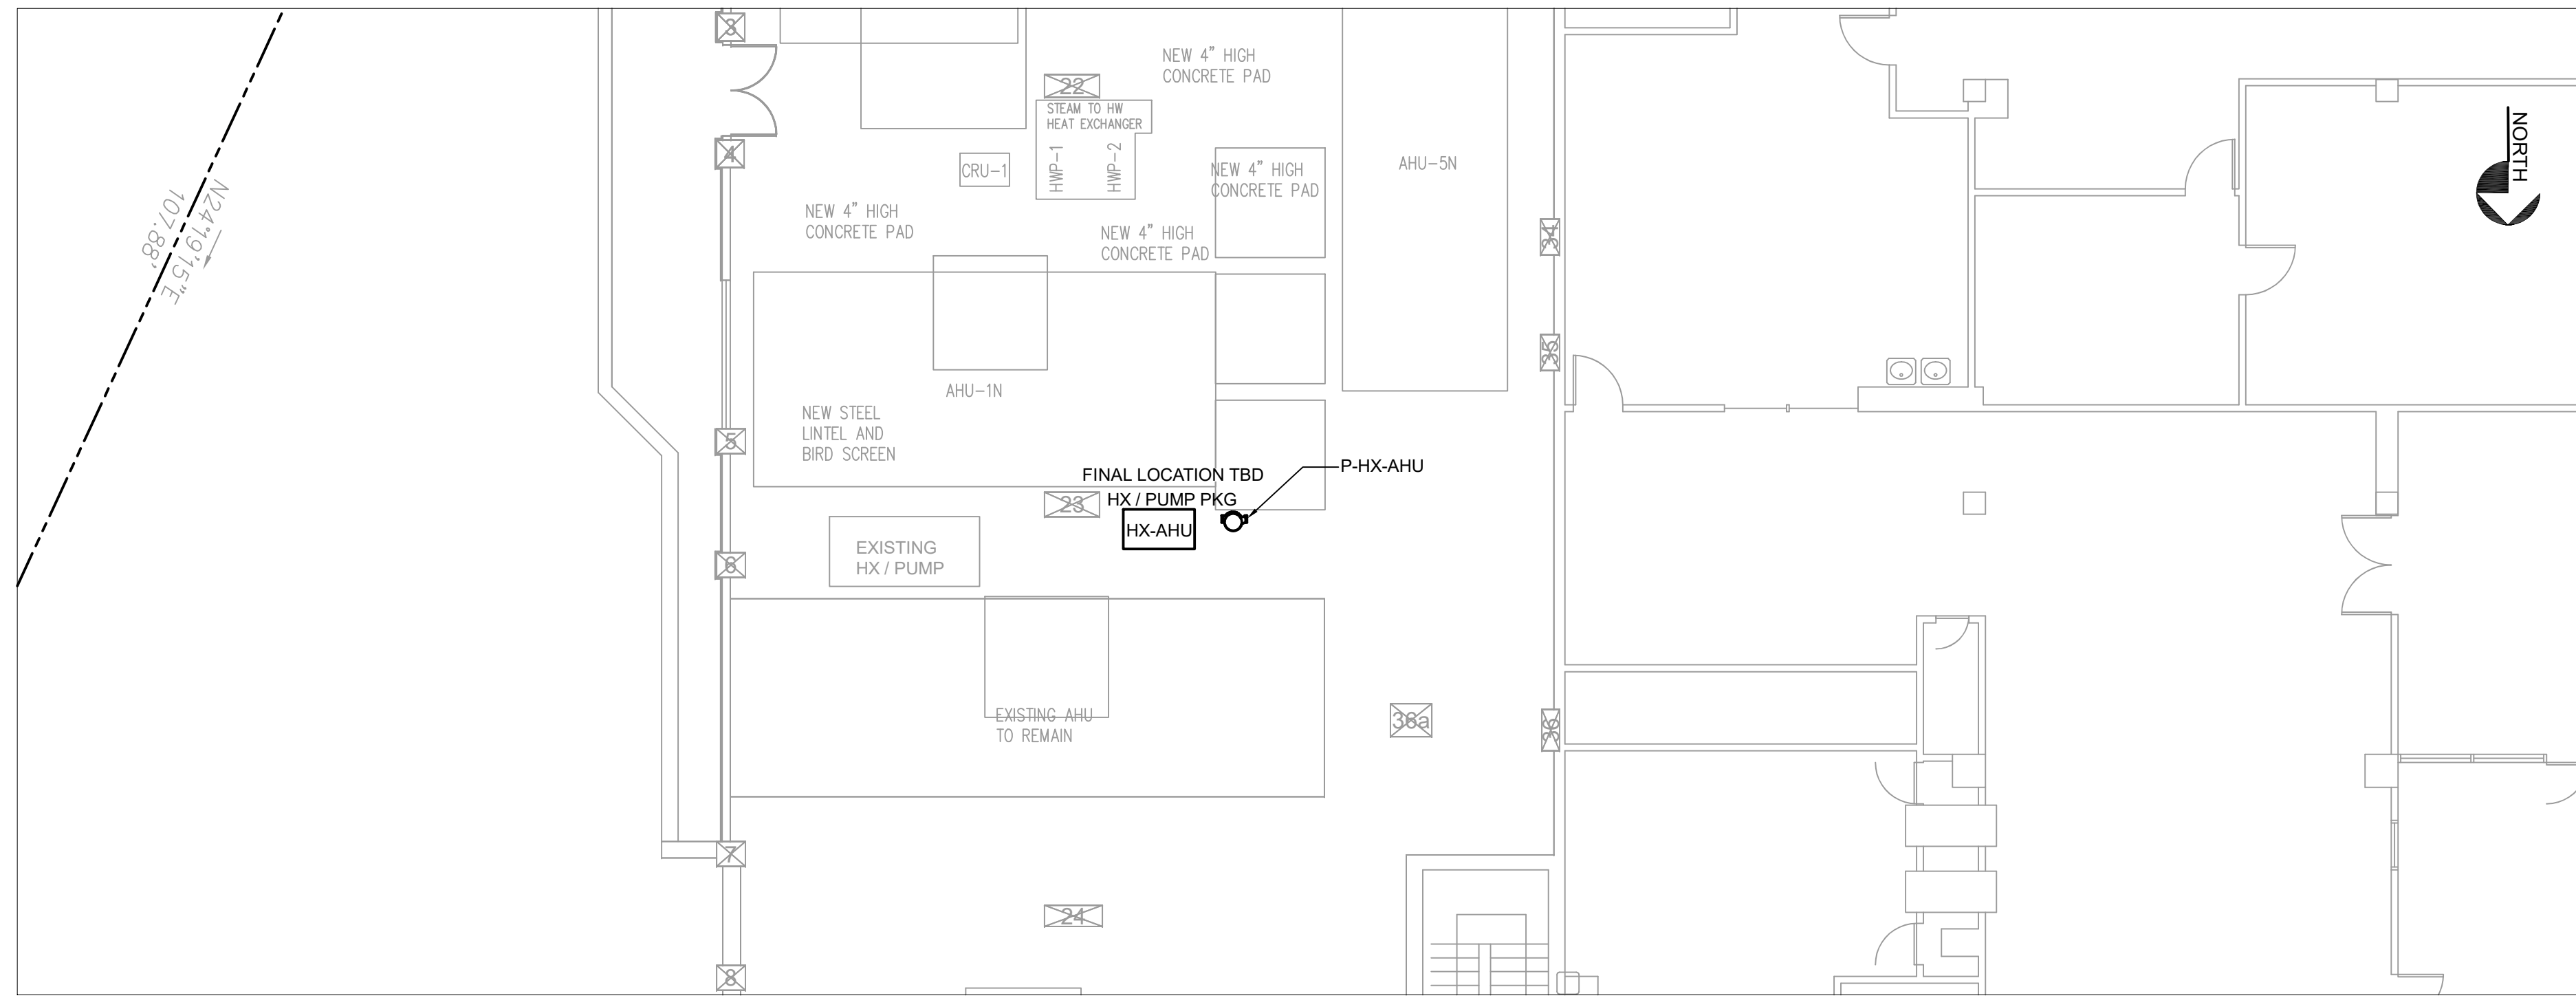 3
NEW 4” HIGH
CONCRETE PAD
22
STEAM TO HW
HEAT EXCHANGER
HWP-1
HWP-2
4
CRU-1
NEW 4” HIGH
CONCRETE PAD
AHU-5N
NORTH
N24°19'15"E
107.88'
NEW 4” HIGH
CONCRETE PAD
NEW 4” HIGH
CONCRETE PAD
34
35
AHU-1N
NEW STEEL
LINTEL AND
BIRD SCREEN
5
FINAL LOCATION TBD
HX / PUMP PKG
P-HX-AHU
23
HX-AHU
EXISTING
HX / PUMP
6
EXISTING AHU
TO REMAIN
36a
36
7
24
8